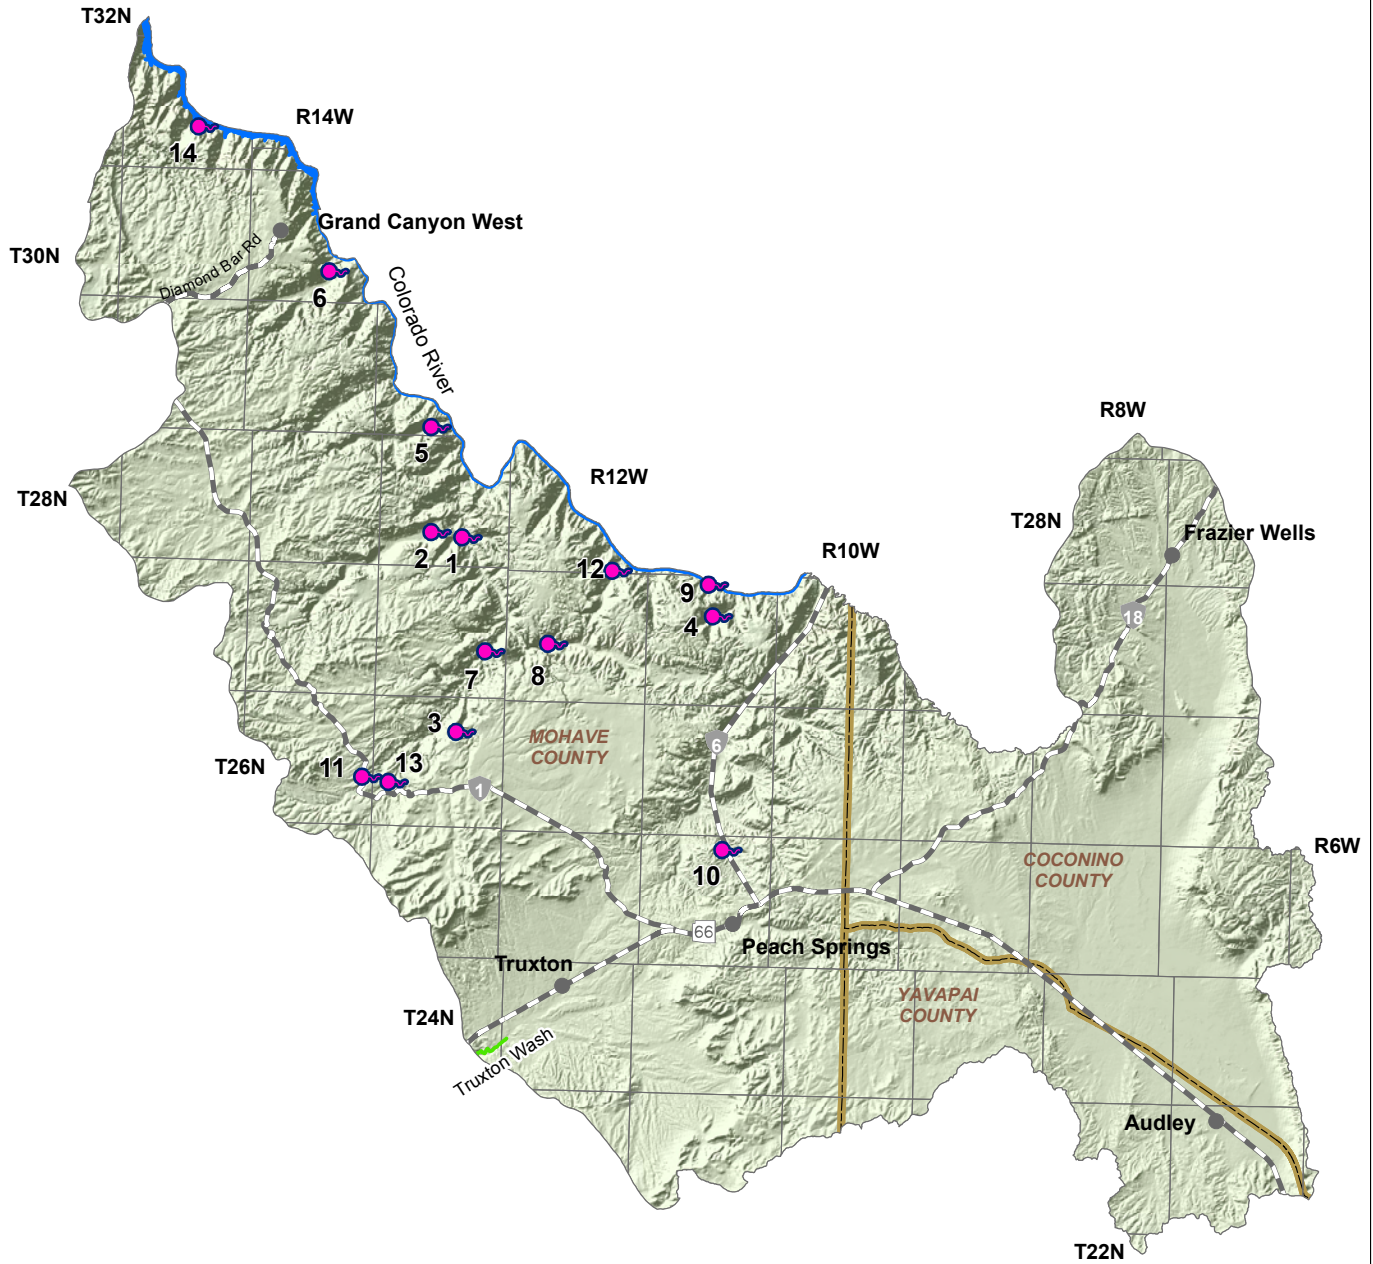 T32N
R14W
14
Grand Canyon West
T30N
Diamond Bar Rd
6
Colorado River
R8W
5
R12W
T28N
T28N
Frazier Wells
2
1
12
R10W
9
18
4
7
8
3
MOHAVE
COUNTY
6
T26N
11
13
1
R6W
10
COCONINO
COUNTY
66
Peach Springs
Truxton
YAVAPAI
COUNTY
T24N
Truxton Wash
Audley
T22N